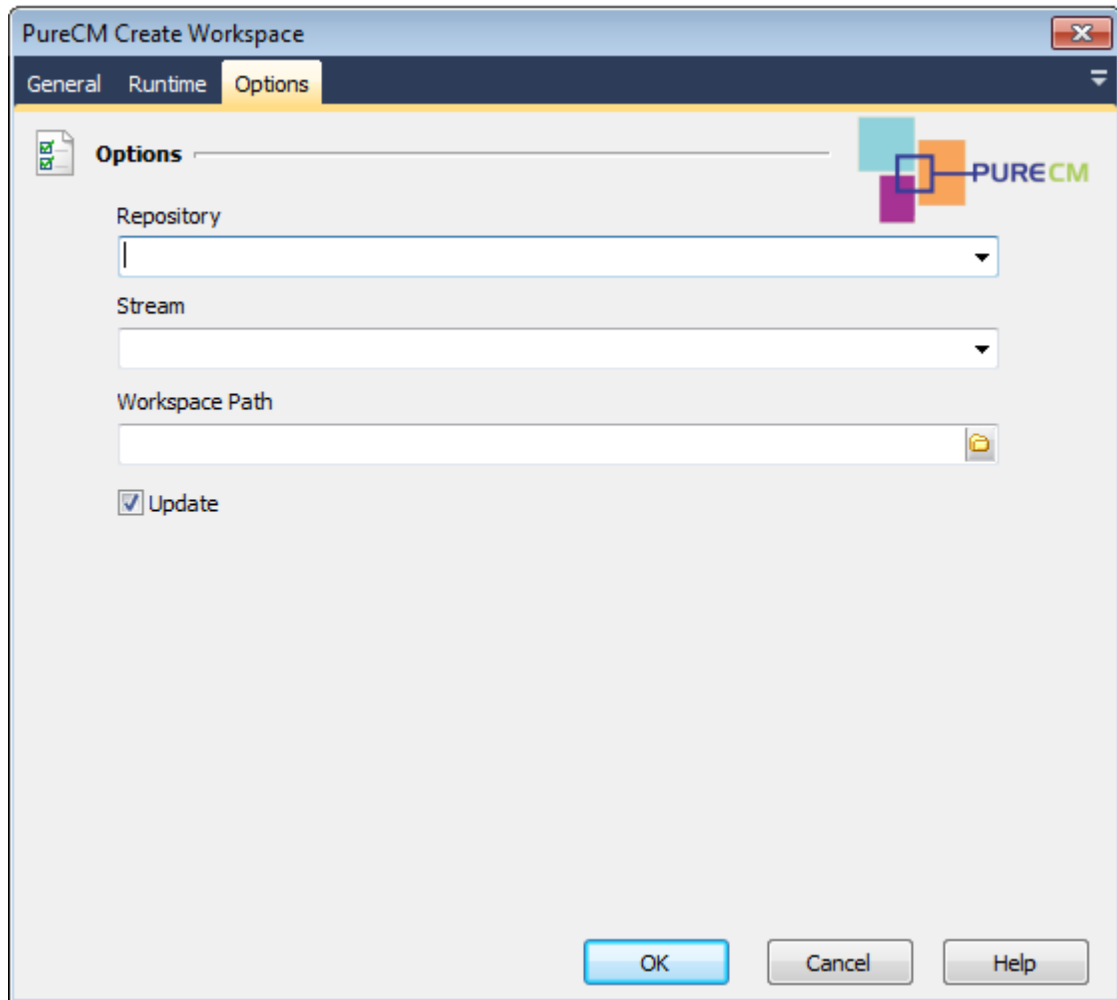 PureCM Create Workspace
General Runtime Options
Options
PURECM
Repository
Stream
Workspace Path
Update
OK Cancel Help